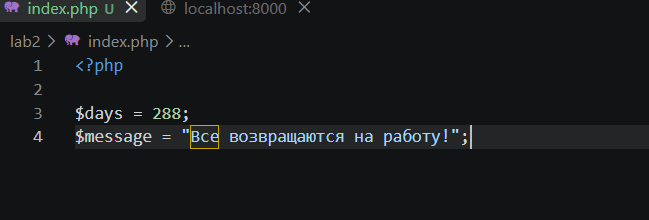 index.php U
localhost:8000
lab2 > index.php > ...
1 <?php
2
3 $days = 288;
4 $message = "Все возвращаются на работу!";